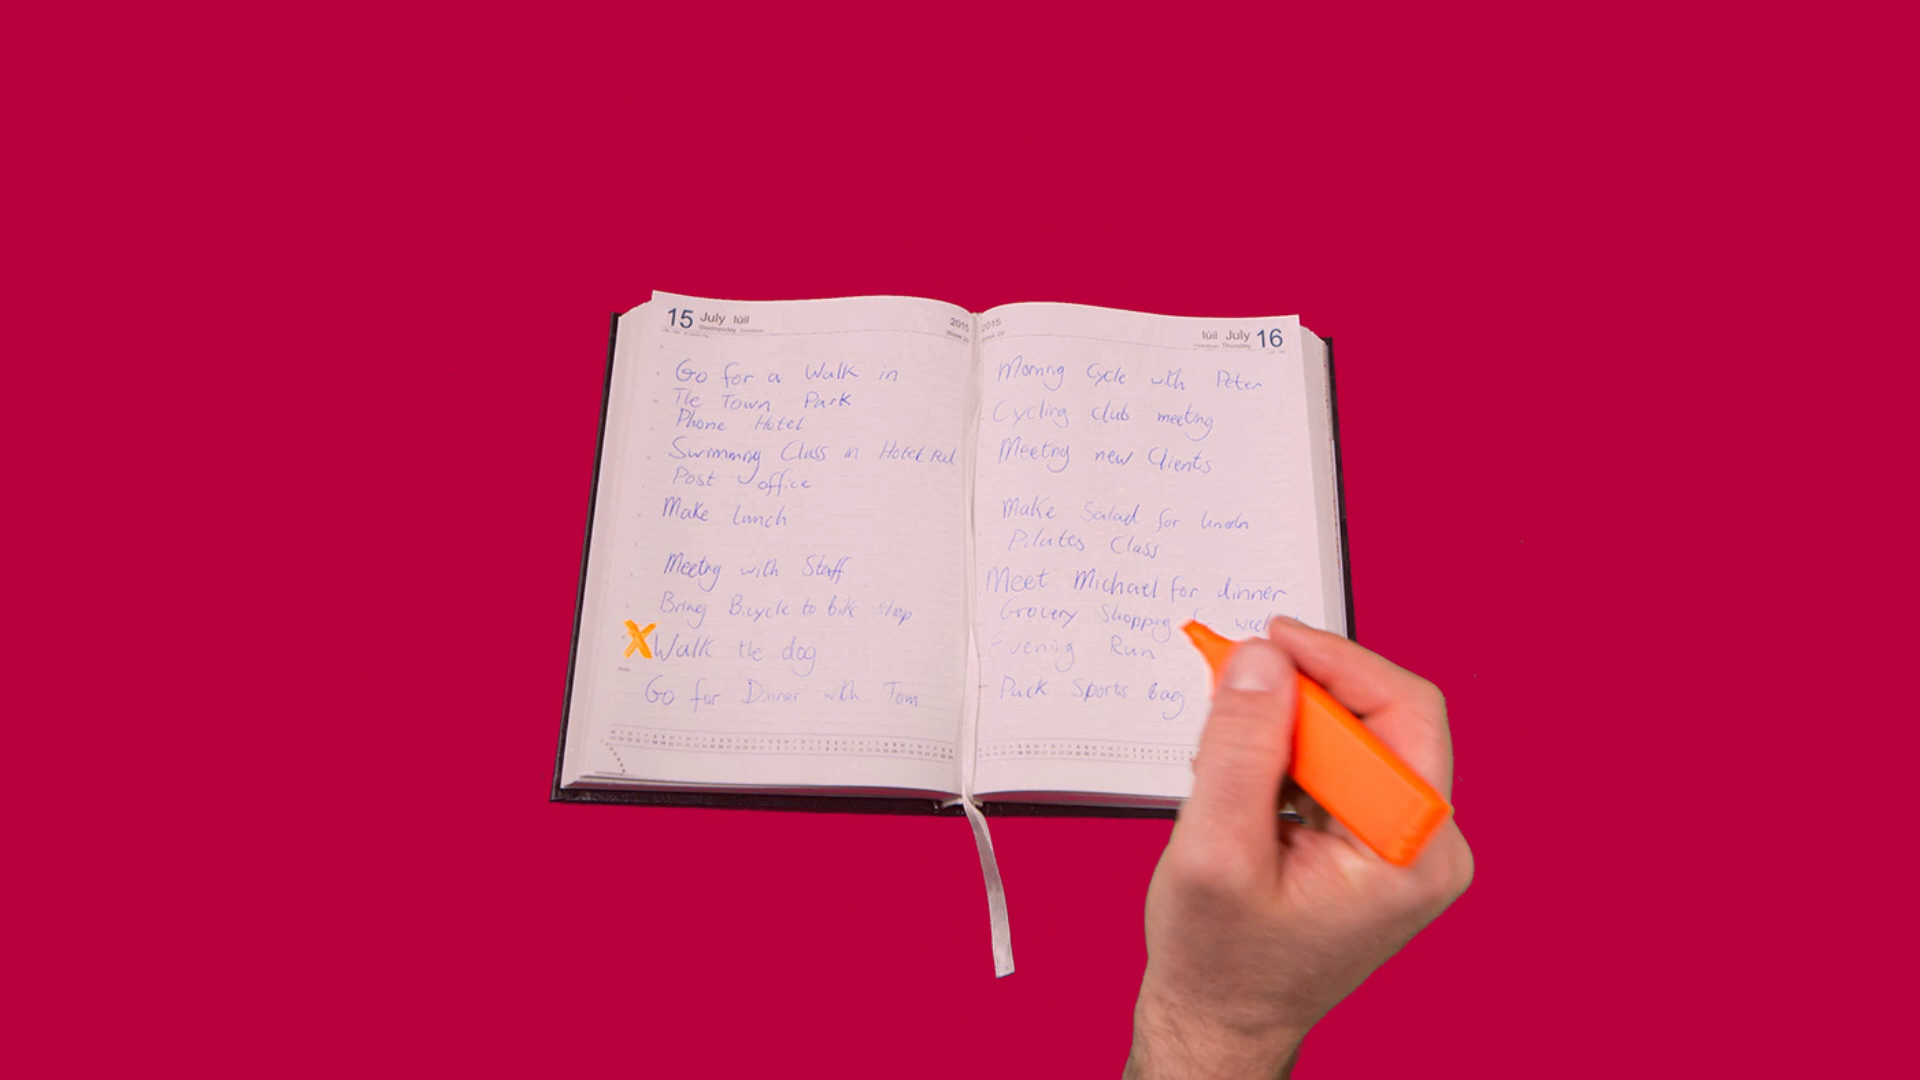 15 July Iúil
Wednesday
2015
Go for a Walk in
The Town Park
Phone Hotel
Swimming Class in Hotel Pool
Post office
Make lunch
Meeting with Staff
Bring Bicycle to bike shop
X Walk the dog
Go for Dinner with Tom
2015
Iúil July 16
Thursday
Morning Cycle with Peter
Cycling club meeting
Meeting new Clients
Make Salad for lunch
Pilates Class
Meet Michael for dinner
Grocery Shopping
Evening Run
Pack Sports Bag